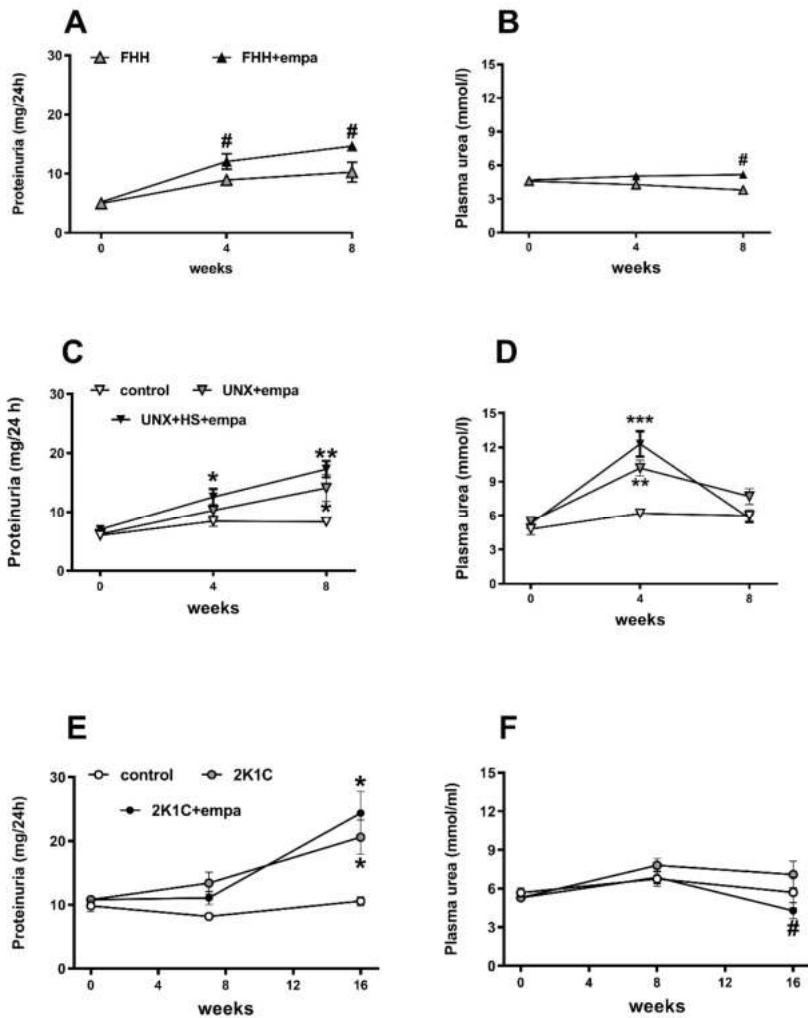 A
B
FHH
FHH+empa
Proteinuria (mg/24h)
30
20
10
0
#
#
0
4
8
weeks
Plasma urea (mmol/l)
15
12
9
6
3
0
#
0
4
8
weeks
C
D
control
UNX+empa
UNX+HS+empa
Proteinuria (mg/24 h)
30
20
10
0
*
**
*
0
4
8
weeks
Plasma urea (mmol/l)
15
12
9
6
3
0
***
**
0
4
8
weeks
E
F
control
2K1C
2K1C+empa
Proteinuria (mg/24h)
30
20
10
0
*
*
0
4
8
12
16
weeks
Plasma urea (mmol/ml)
15
12
9
6
3
0
#
0
4
8
12
16
weeks